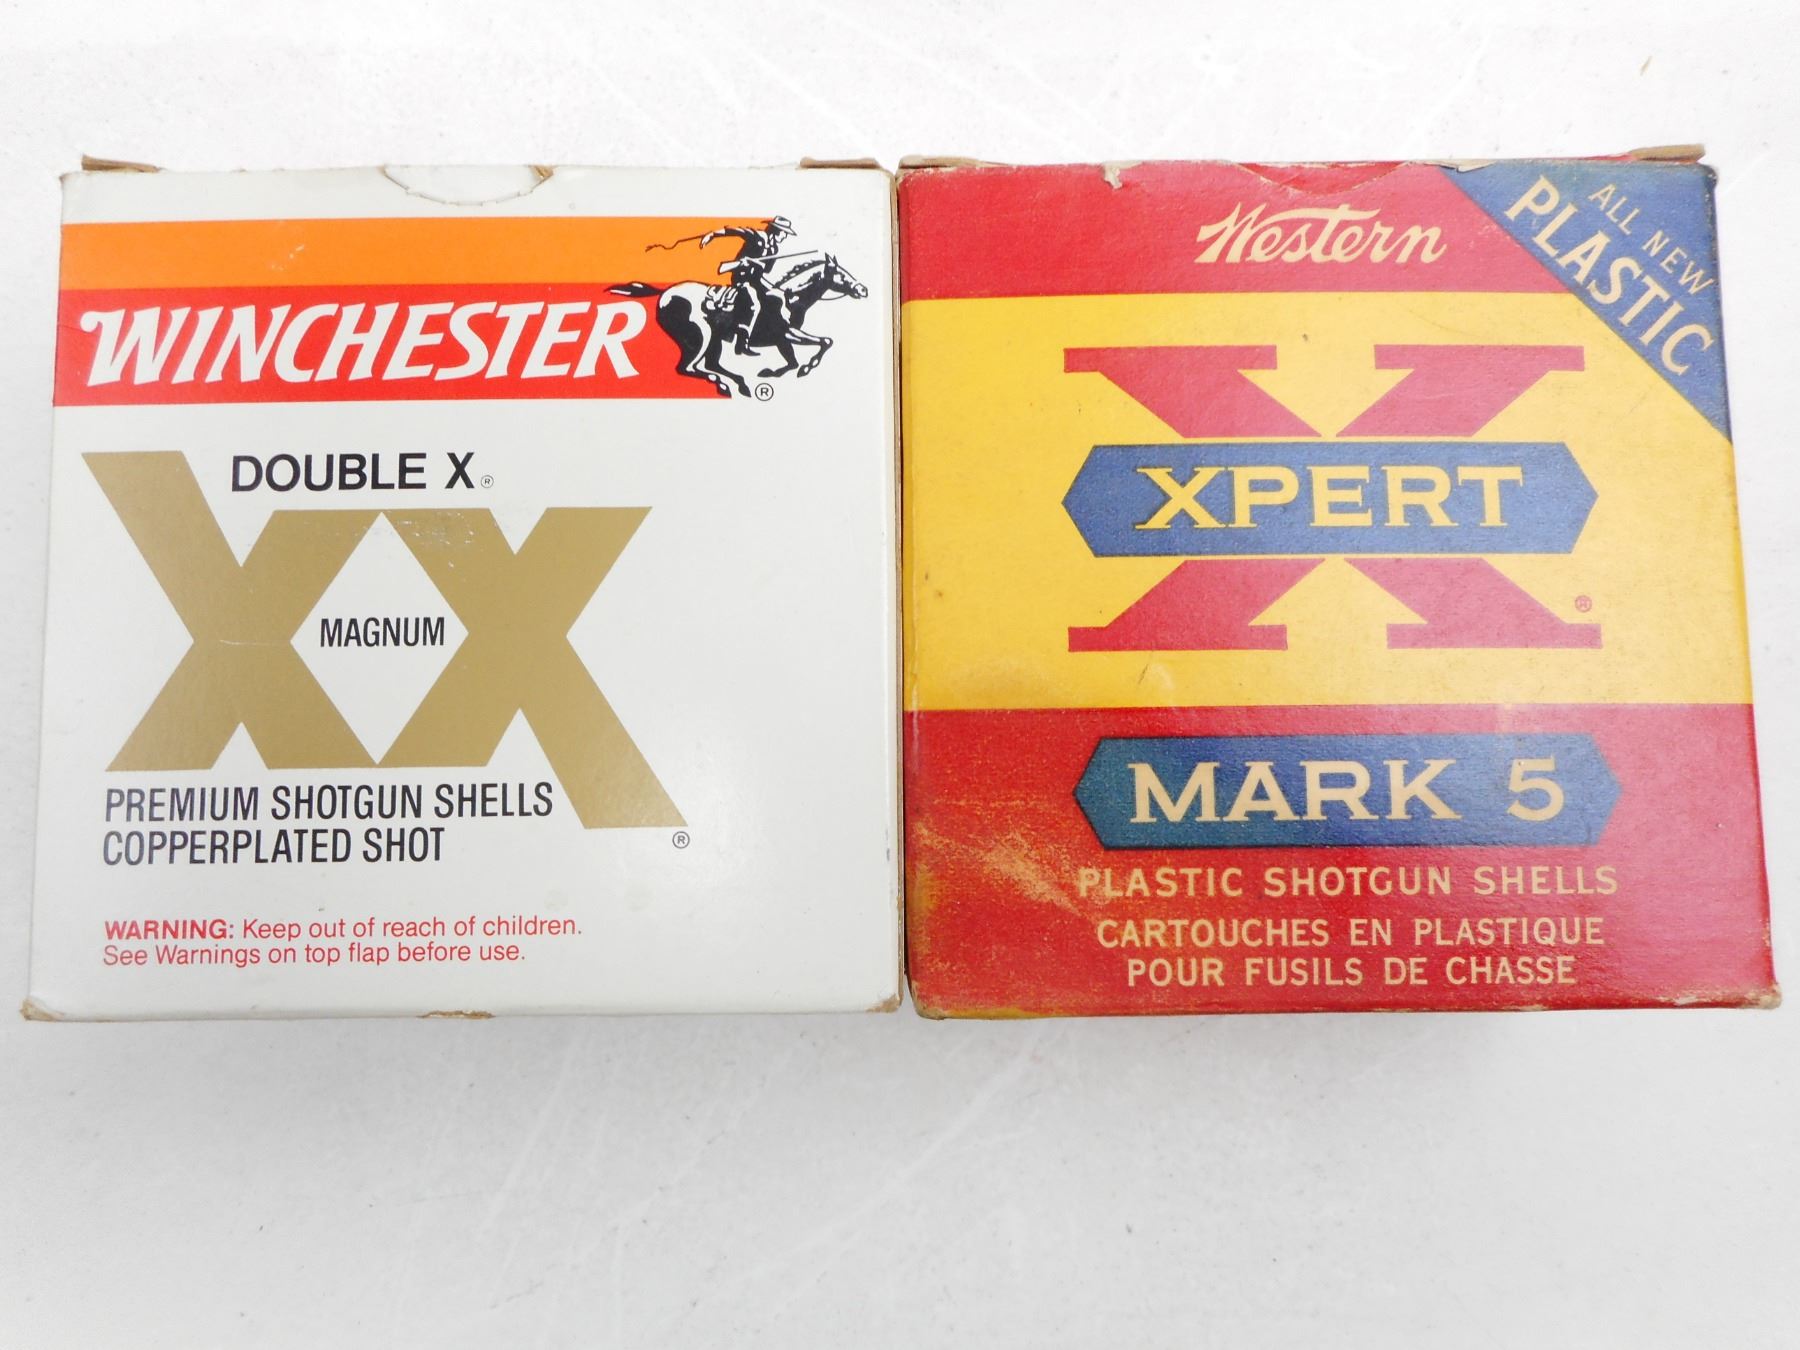 WINCHESTER
®
DOUBLE X®
MAGNUM
PREMIUM SHOTGUN SHELLS
COPPERPLATED SHOT
®
WARNING: Keep out of reach of children.
See Warnings on top flap before use.
Western
ALL NEW
PLASTIC
XPERT
®
MARK 5
PLASTIC SHOTGUN SHELLS
CARTOUCHES EN PLASTIQUE
POUR FUSILS DE CHASSE